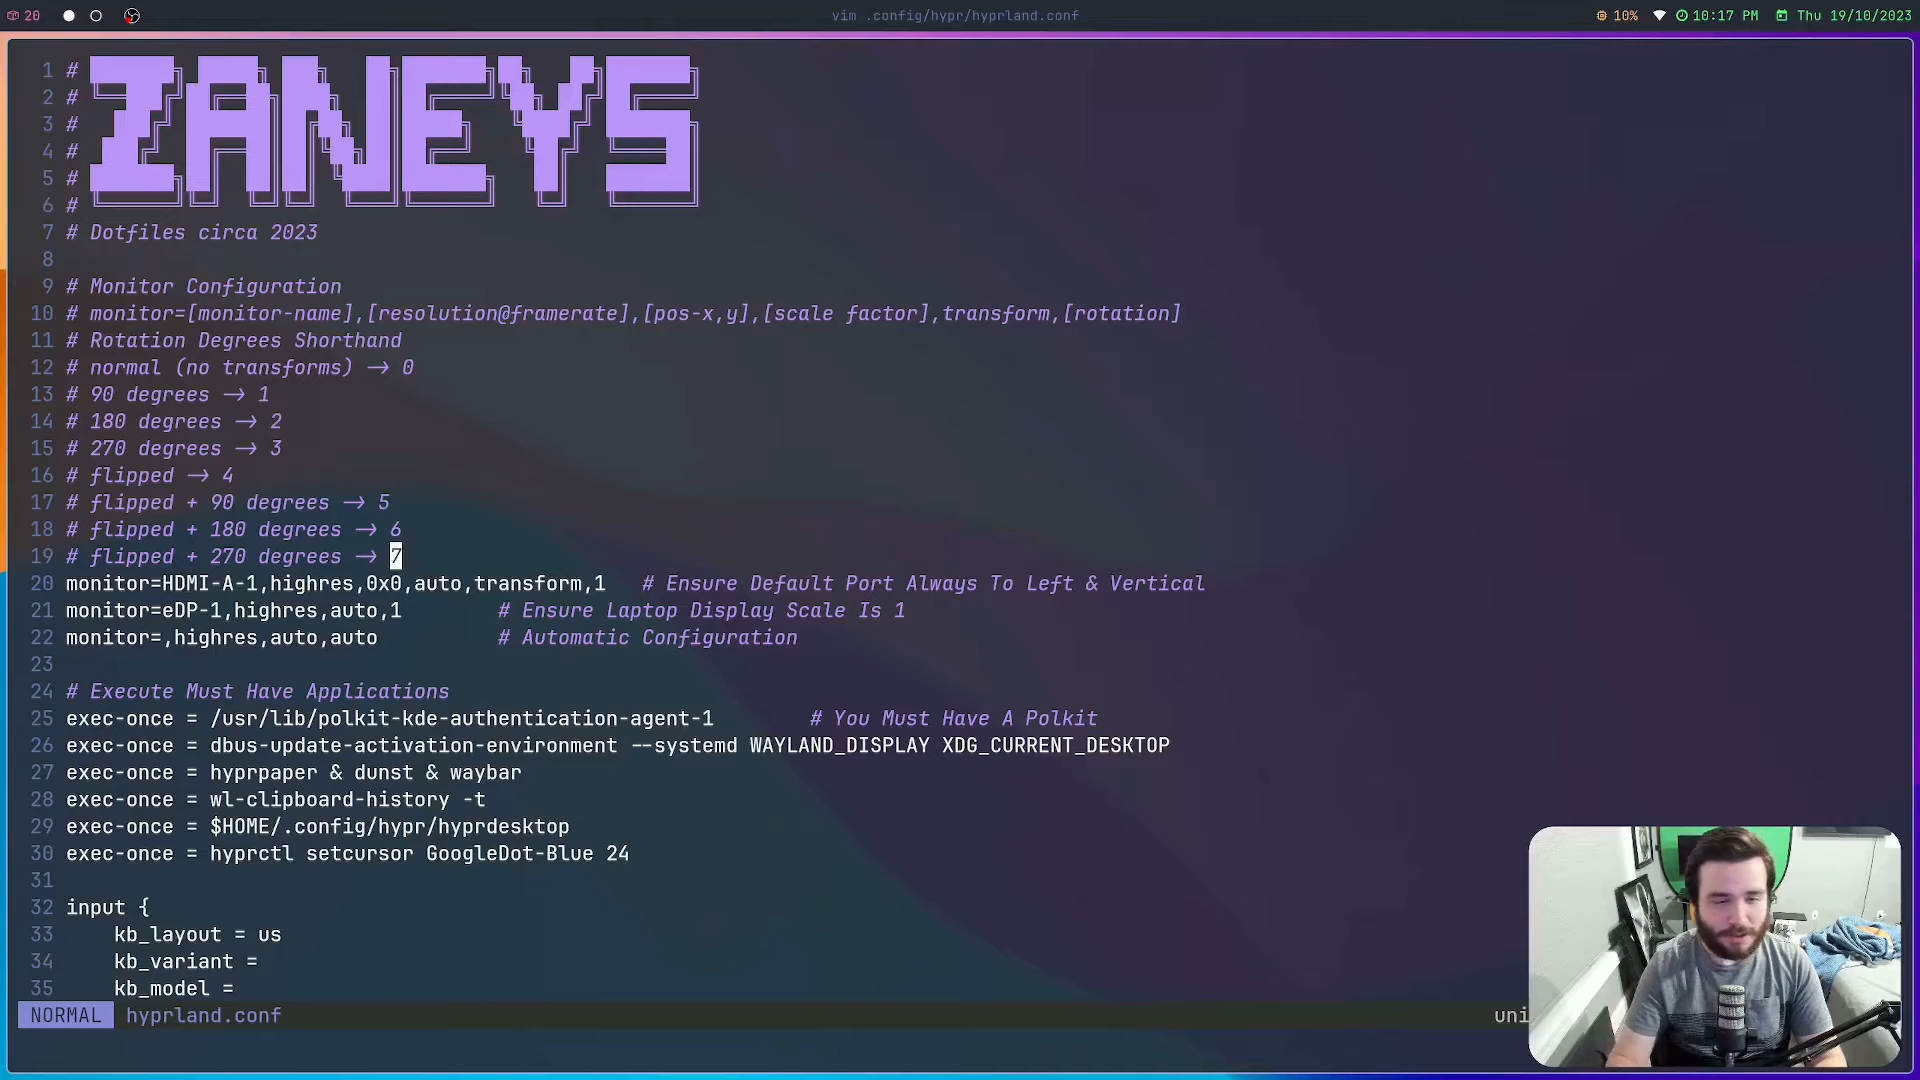 20 vim .config/hypr/hyprland.conf 10% 10:17 PM Thu 19/10/2023
1 #
2 #
3 #
4 #
5 #
6 #
ZANEYS
7 # Dotfiles circa 2023
8
9 # Monitor Configuration
10 # monitor=[monitor-name],[resolution@framerate],[pos-x,y],[scale factor],transform,[rotation]
11 # Rotation Degrees Shorthand
12 # normal (no transforms) -> 0
13 # 90 degrees -> 1
14 # 180 degrees -> 2
15 # 270 degrees -> 3
16 # flipped -> 4
17 # flipped + 90 degrees -> 5
18 # flipped + 180 degrees -> 6
19 # flipped + 270 degrees -> 7
20 monitor=HDMI-A-1,highres,0x0,auto,transform,1 # Ensure Default Port Always To Left & Vertical
21 monitor=eDP-1,highres,auto,1 # Ensure Laptop Display Scale Is 1
22 monitor=,highres,auto,auto # Automatic Configuration
23
24 # Execute Must Have Applications
25 exec-once = /usr/lib/polkit-kde-authentication-agent-1 # You Must Have A Polkit
26 exec-once = dbus-update-activation-environment --systemd WAYLAND_DISPLAY XDG_CURRENT_DESKTOP
27 exec-once = hyprpaper & dunst & waybar
28 exec-once = wl-clipboard-history -t
29 exec-once = $HOME/.config/hypr/hyprdesktop
30 exec-once = hyprctl setcursor GoogleDot-Blue 24
31
32 input {
33 kb_layout = us
34 kb_variant =
35 kb_model =
NORMAL hyprland.conf uni